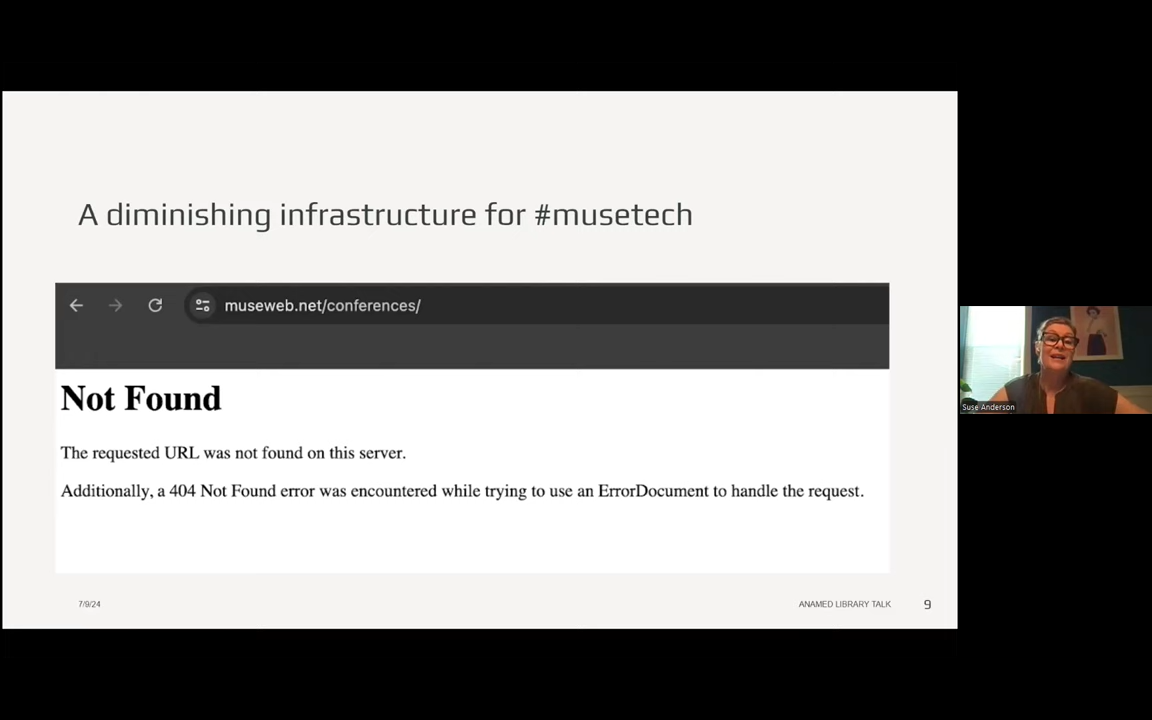 A diminishing infrastructure for #musetech
museweb.net/conferences/
Not Found
The requested URL was not found on this server.
Additionally, a 404 Not Found error was encountered while trying to use an ErrorDocument to handle the request.
7/9/24
ANAMED LIBRARY TALK
9
Suse Anderson